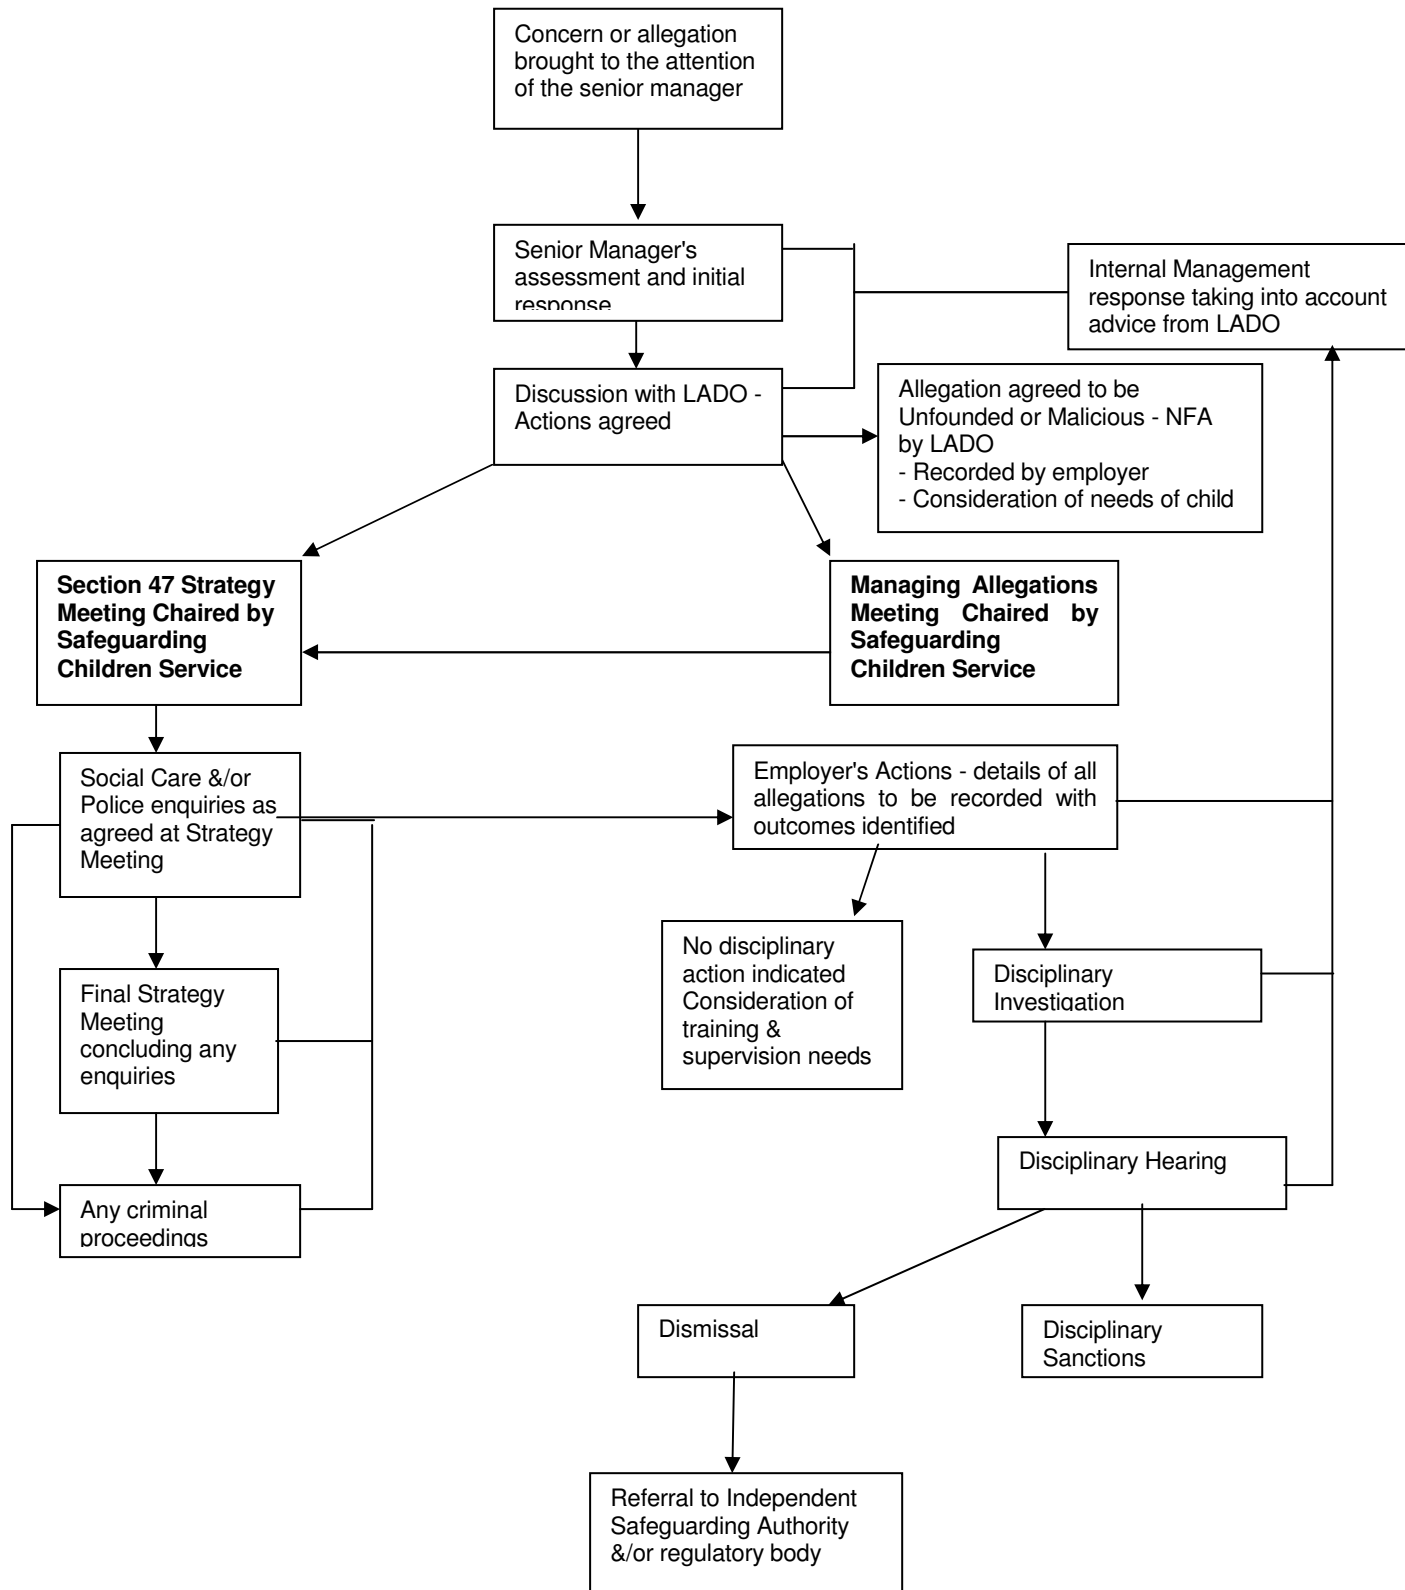 Concern or allegation
brought to the attention
of the senior manager
Senior Manager's
assessment and initial
response
Internal Management
response taking into account
advice from LADO
Discussion with LADO -
Actions agreed
Allegation agreed to be
Unfounded or Malicious - NFA
by LADO
- Recorded by employer
- Consideration of needs of child
Section 47 Strategy
Meeting Chaired by
Safeguarding
Children Service
Managing Allegations
Meeting Chaired by
Safeguarding
Children Service
Social Care &/or
Police enquiries as
agreed at Strategy
Meeting
Employer's Actions - details of all
allegations to be recorded with
outcomes identified
No disciplinary
action indicated
Consideration of
training &
supervision needs
Disciplinary
Investigation
Final Strategy
Meeting
concluding any
enquiries
Disciplinary Hearing
Any criminal
proceedings
Dismissal
Disciplinary
Sanctions
Referral to Independent
Safeguarding Authority
&/or regulatory body